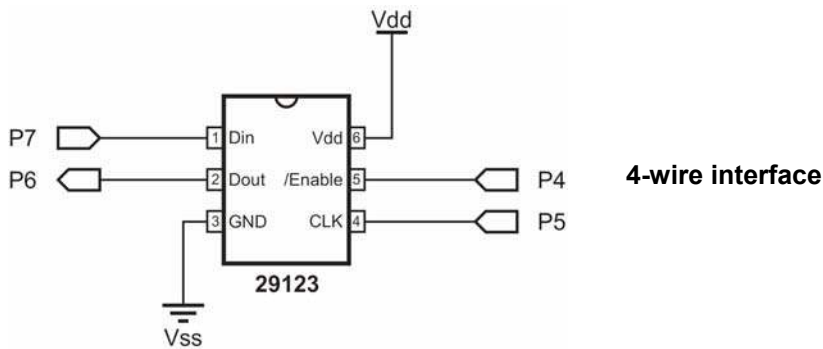 Vdd
P7 1 Din Vdd 6
P6 2 Dout /Enable 5 P4 4-wire interface
3 GND CLK 4 P5
29123
Vss